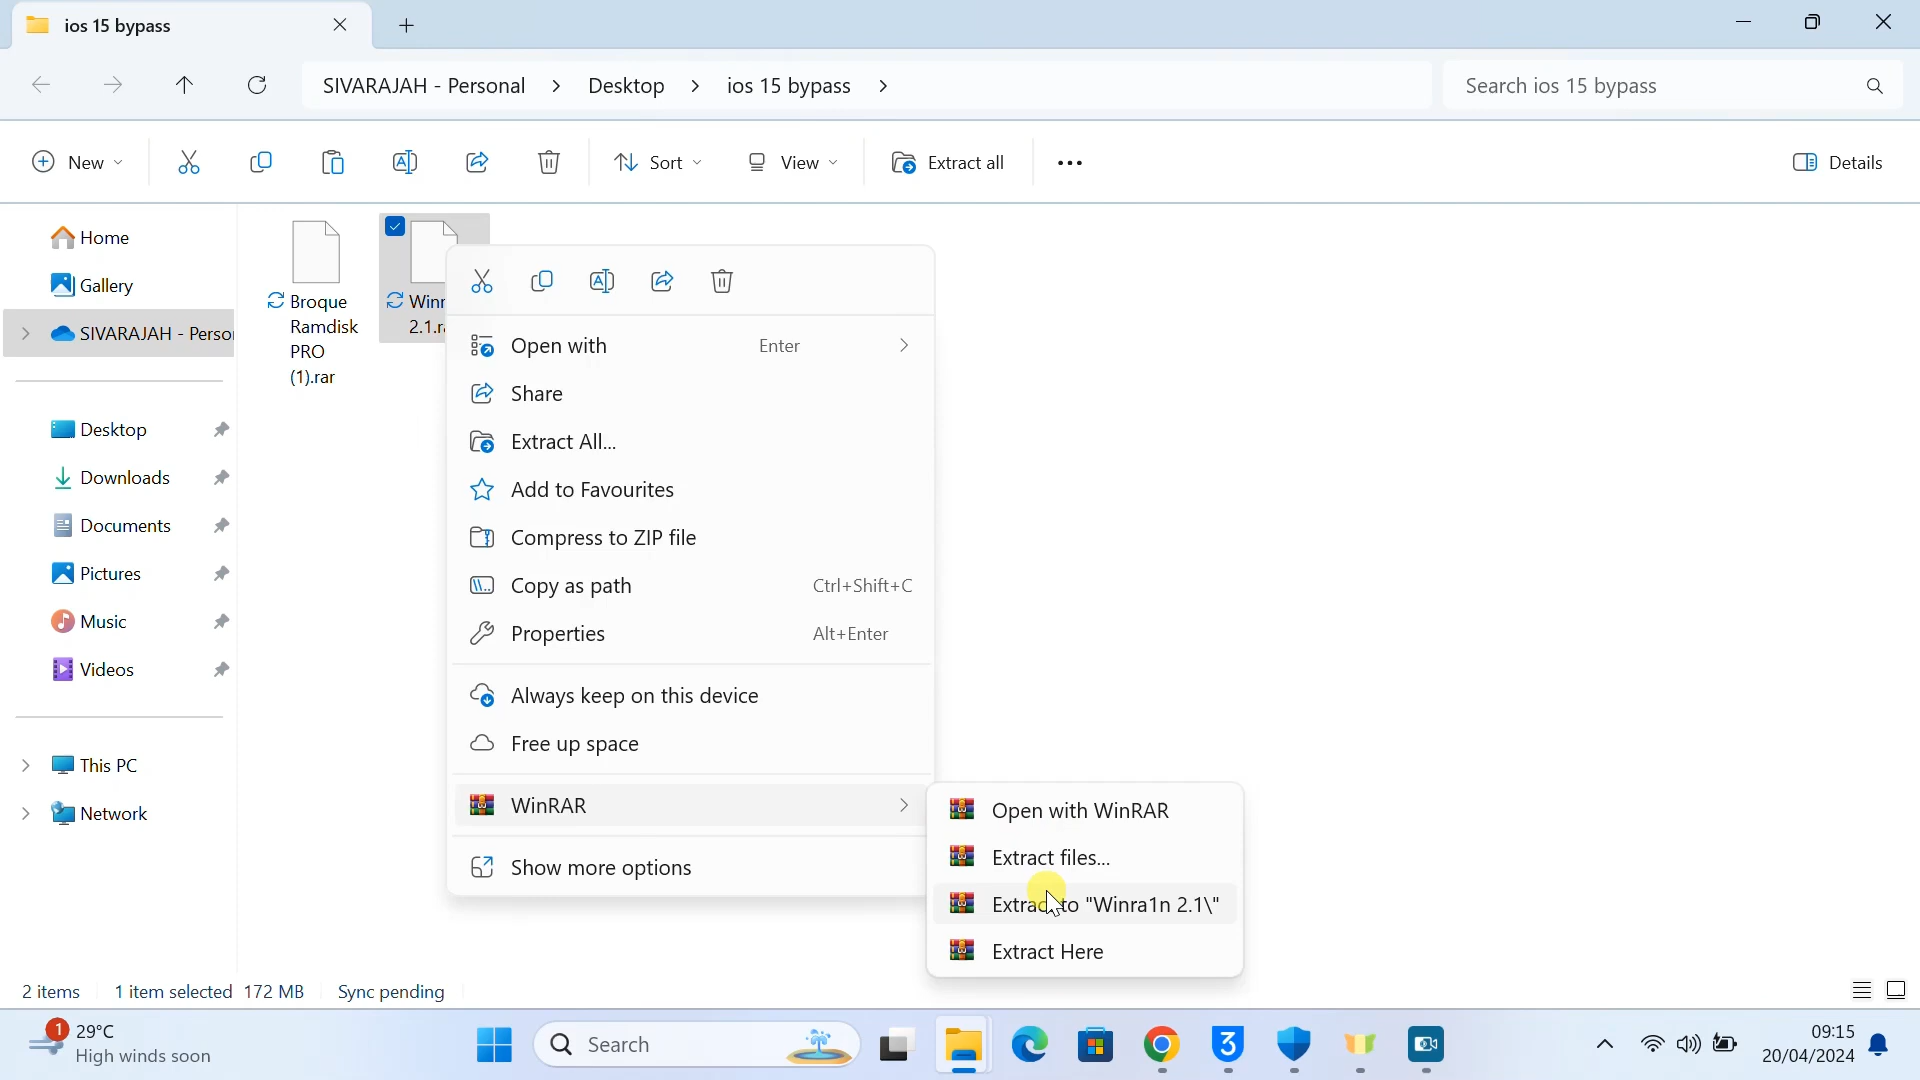 ios 15 bypass
SIVARAJAH - Personal > Desktop > ios 15 bypass >
Search ios 15 bypass
New
Sort
View
Extract all
Details
Home
Gallery
SIVARAJAH - Perso
Desktop
Downloads
Documents
Pictures
Music
Videos
This PC
Network
Broque
Ramdisk
PRO
(1).rar
2.1.r
Open with Enter
Share
Extract All...
Add to Favourites
Compress to ZIP file
Copy as path Ctrl+Shift+C
Properties Alt+Enter
Always keep on this device
Free up space
WinRAR
Show more options
Open with WinRAR
Extract files...
Extract to "Winra1n 2.1\"
Extract Here
2 items 1 item selected 172 MB Sync pending
1
29°C
High winds soon
Search
3
09:15
20/04/2024